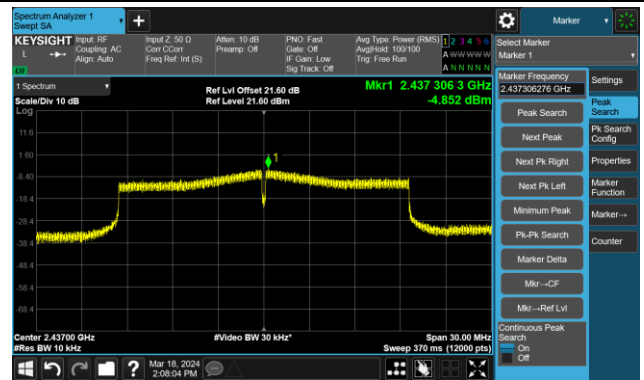 Spectrum Analyzer 1
Swept SA
Marker
KEYSIGHT
L
Input: RF
Coupling: AC
Align: Auto
Input Z: 50 Ω
Corr CCorr
Freq Ref: Int (S)
Atten: 10 dB
Preamp: Off
PNO: Fast
Gate: Off
IF Gain: Low
Sig Track: Off
Avg Type: Power (RMS)
Avg|Hold: 100/100
Trig: Free Run
1 2 3 4 5 6
A W W W W W
A N N N N N
Select Marker
Marker 1
1 Spectrum
Scale/Div 10 dB
Log
Ref Lvl Offset 21.60 dB
Ref Level 21.60 dBm
Mkr1 2.437 306 3 GHz
-4.852 dBm
11.6
1.60
-8.40
-18.4
-28.4
-38.4
-48.4
-58.4
-68.4
1
Center 2.43700 GHz
#Res BW 10 kHz
#Video BW 30 kHz*
Span 30.00 MHz
Sweep 370 ms (12000 pts)
Marker Frequency
2.437306276 GHz
Peak Search
Next Peak
Next Pk Right
Next Pk Left
Minimum Peak
Pk-Pk Search
Marker Delta
Mkr→CF
Mkr→Ref Lvl
Continuous Peak
Search
On
Off
Settings
Peak
Search
Pk Search
Config
Properties
Marker
Function
Marker→
Counter
Mar 18, 2024
2:08:04 PM